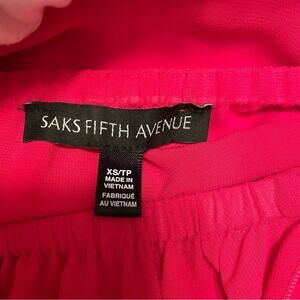 SAKS FIFTH AVENUE
XS/TP
MADE IN
VIETNAM
FABRIQUÉ
AU VIETNAM